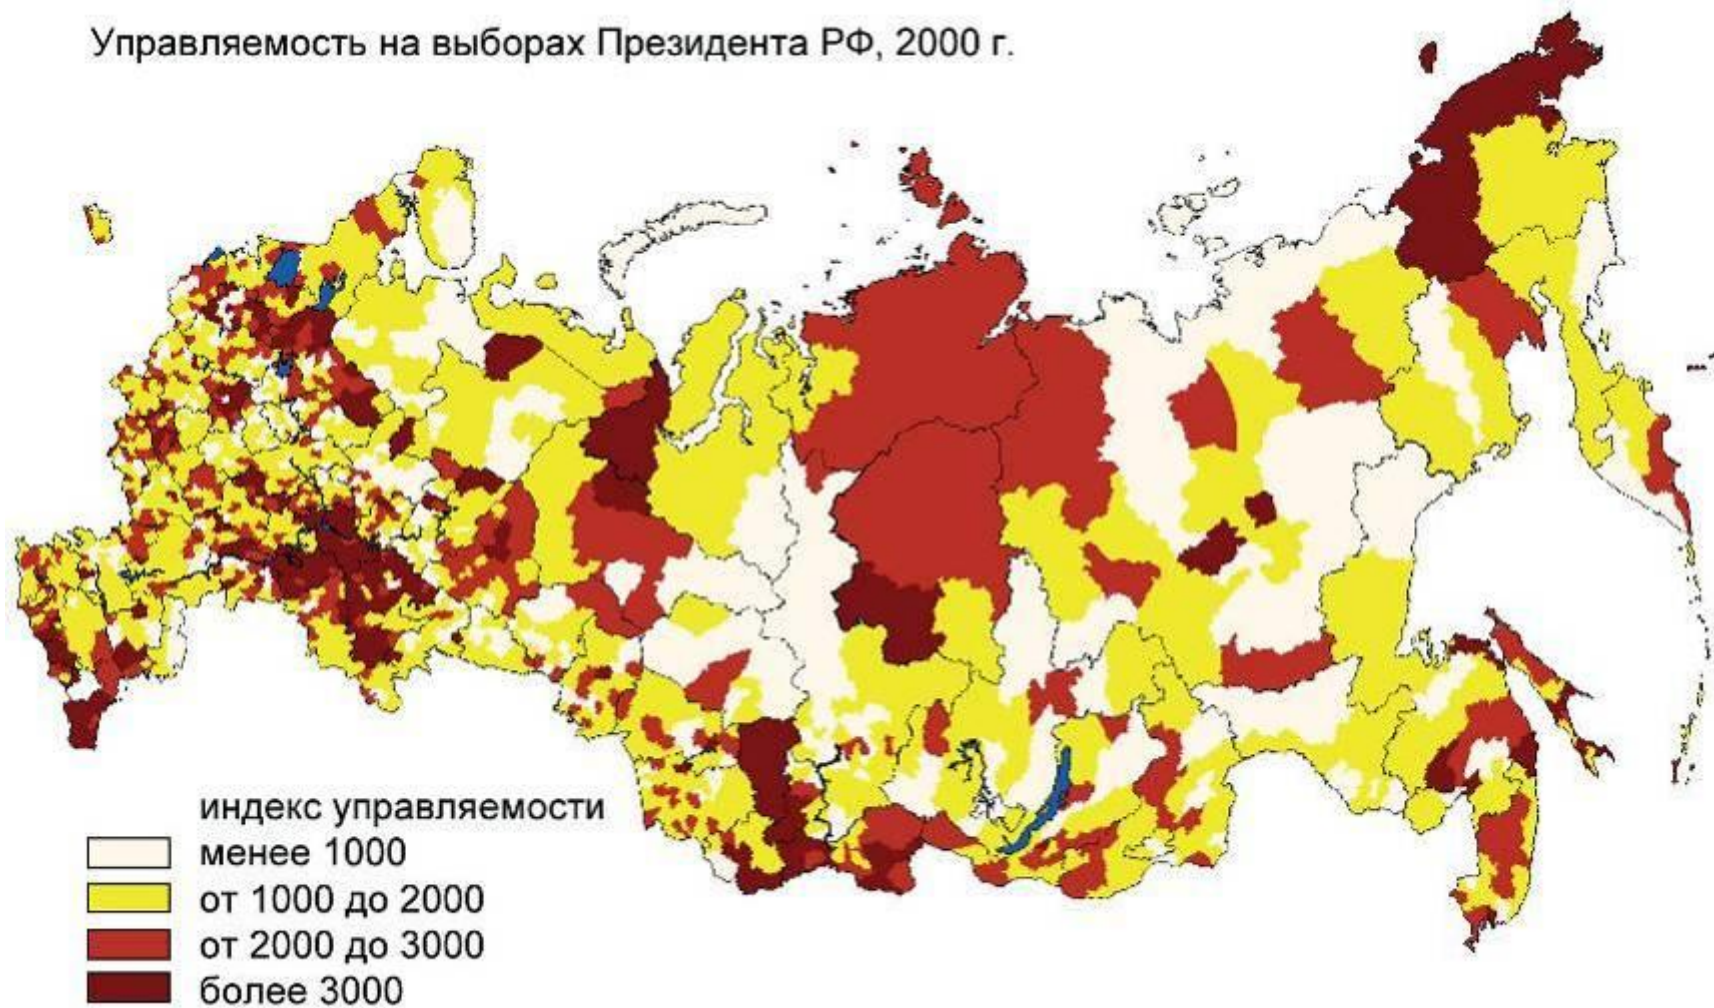 Управляемость на выборах Президента РФ, 2000 г.
индекс управляемости
менее 1000
от 1000 до 2000
от 2000 до 3000
более 3000